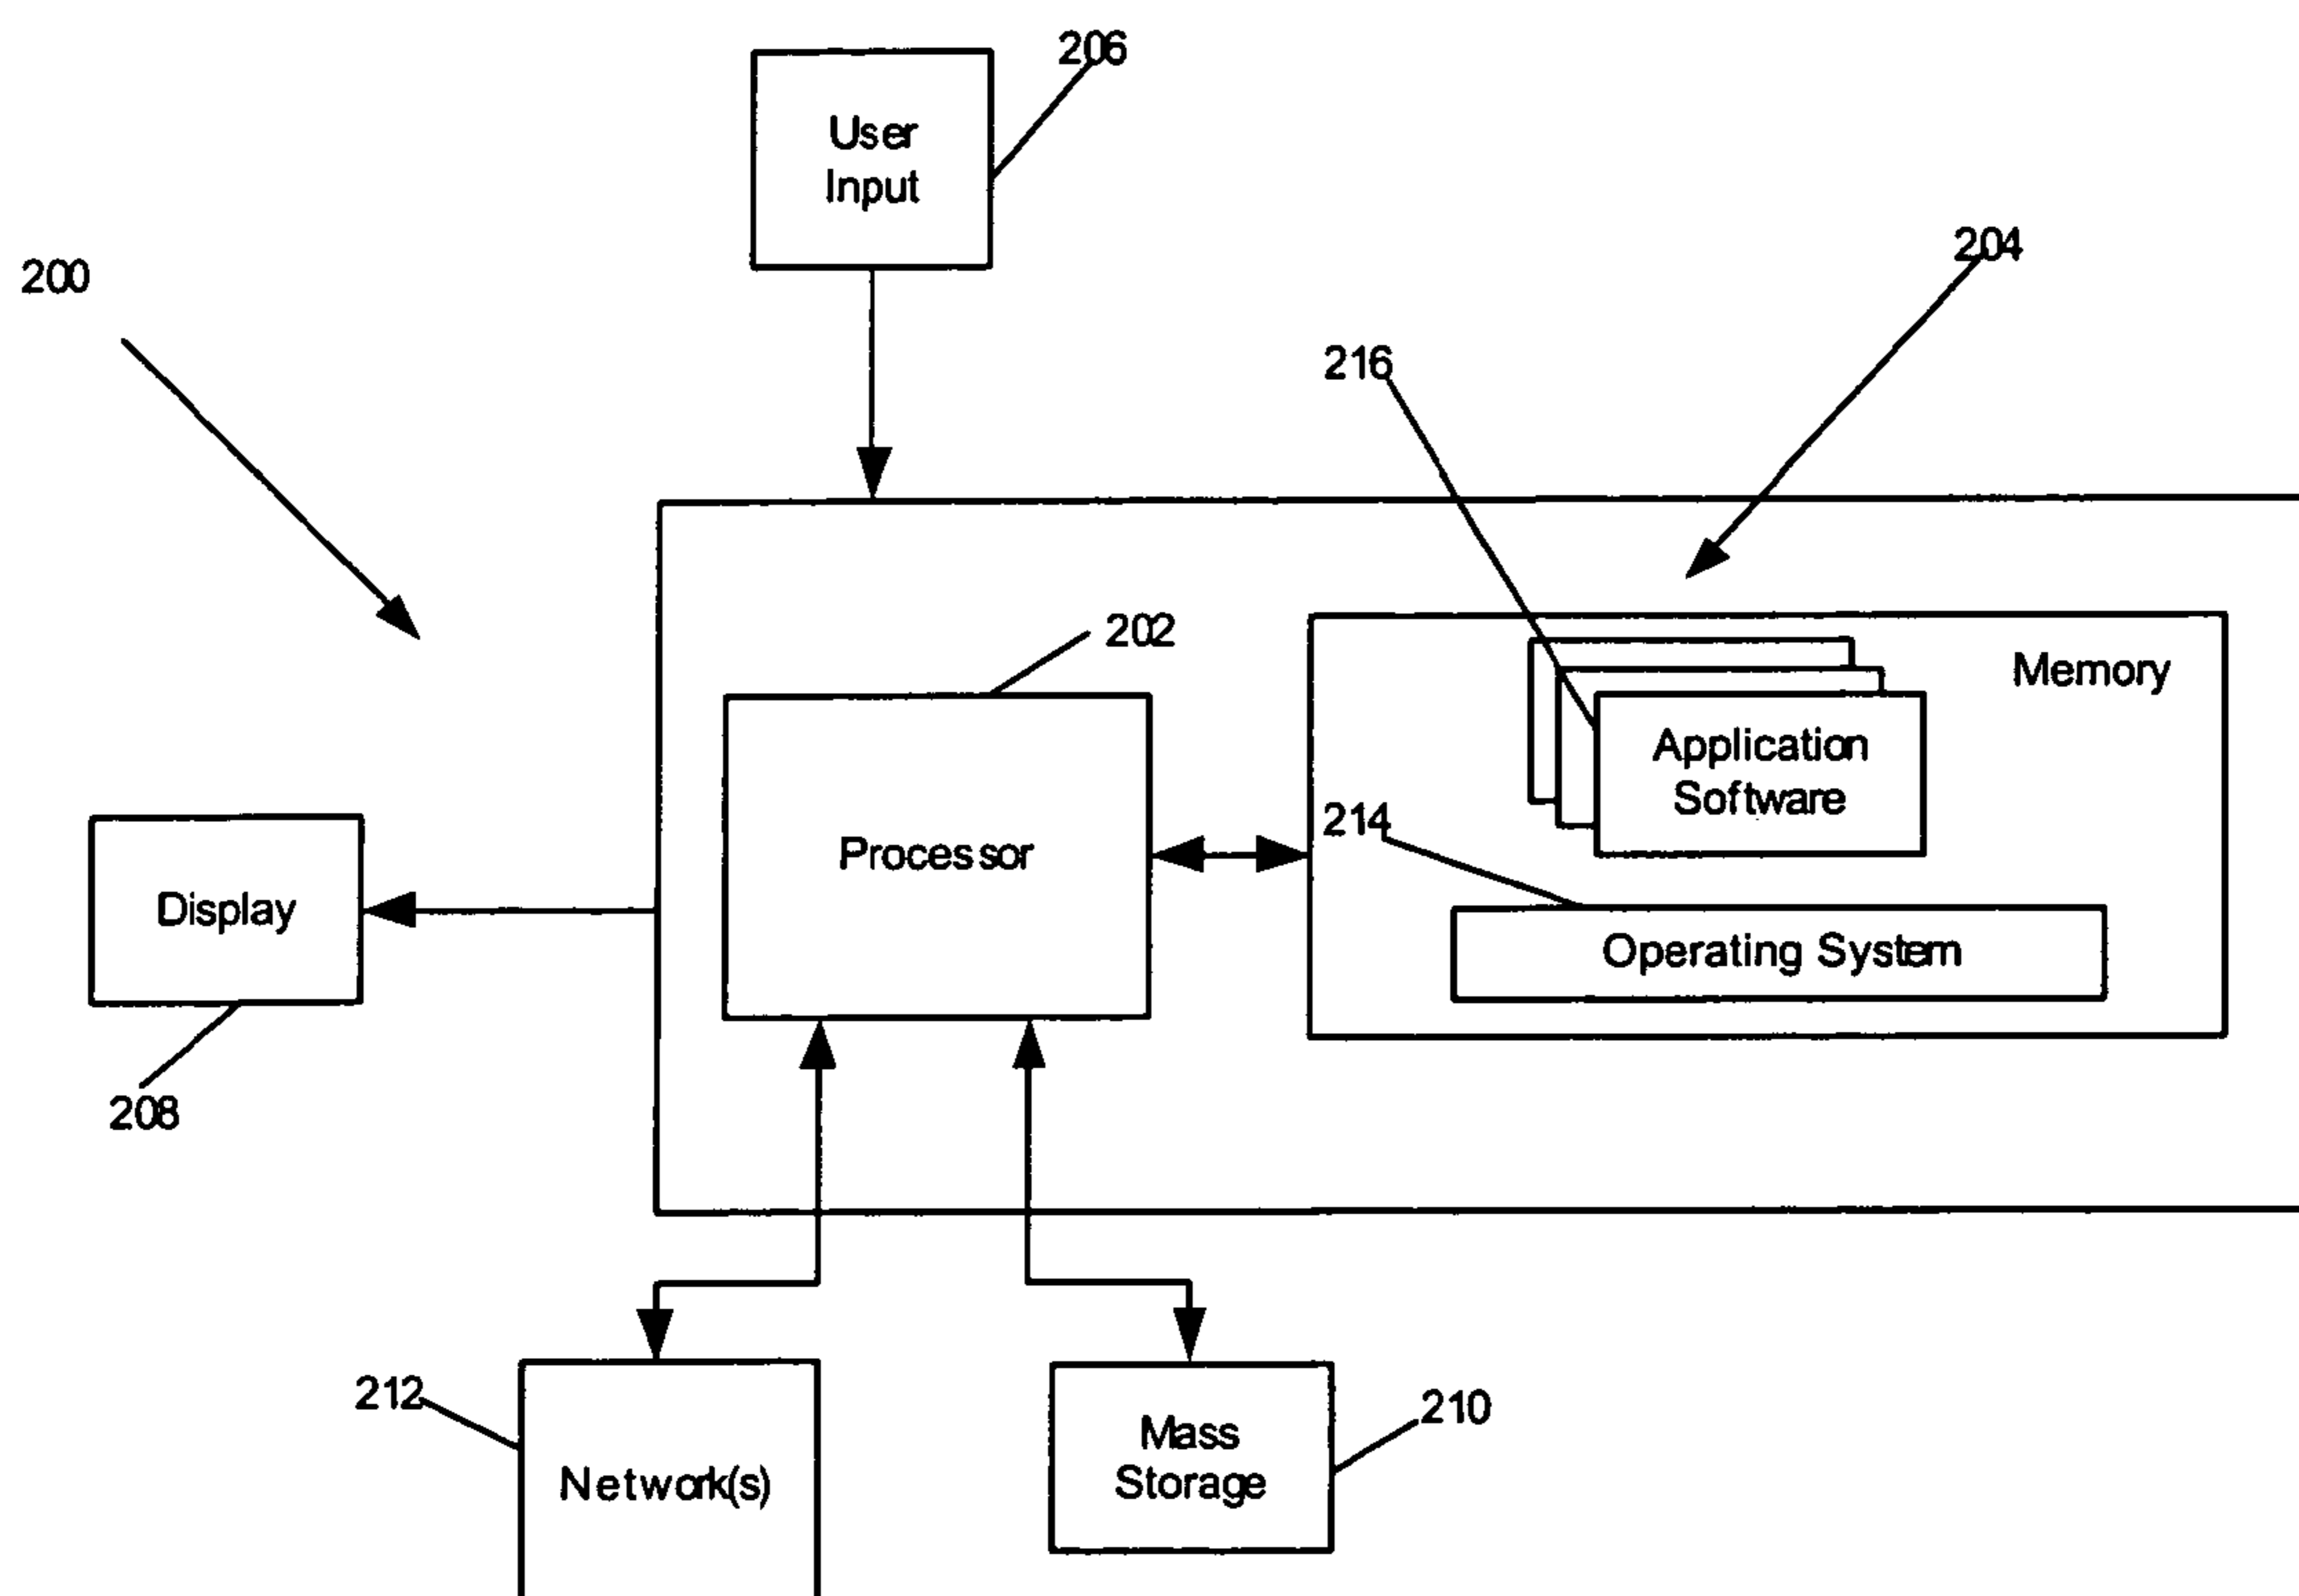 206
User
Input
200
204
216
202
Memory
Application
Software
214
Processor
Display
Operating System
208
212
210
Mass
Storage
Network(s)